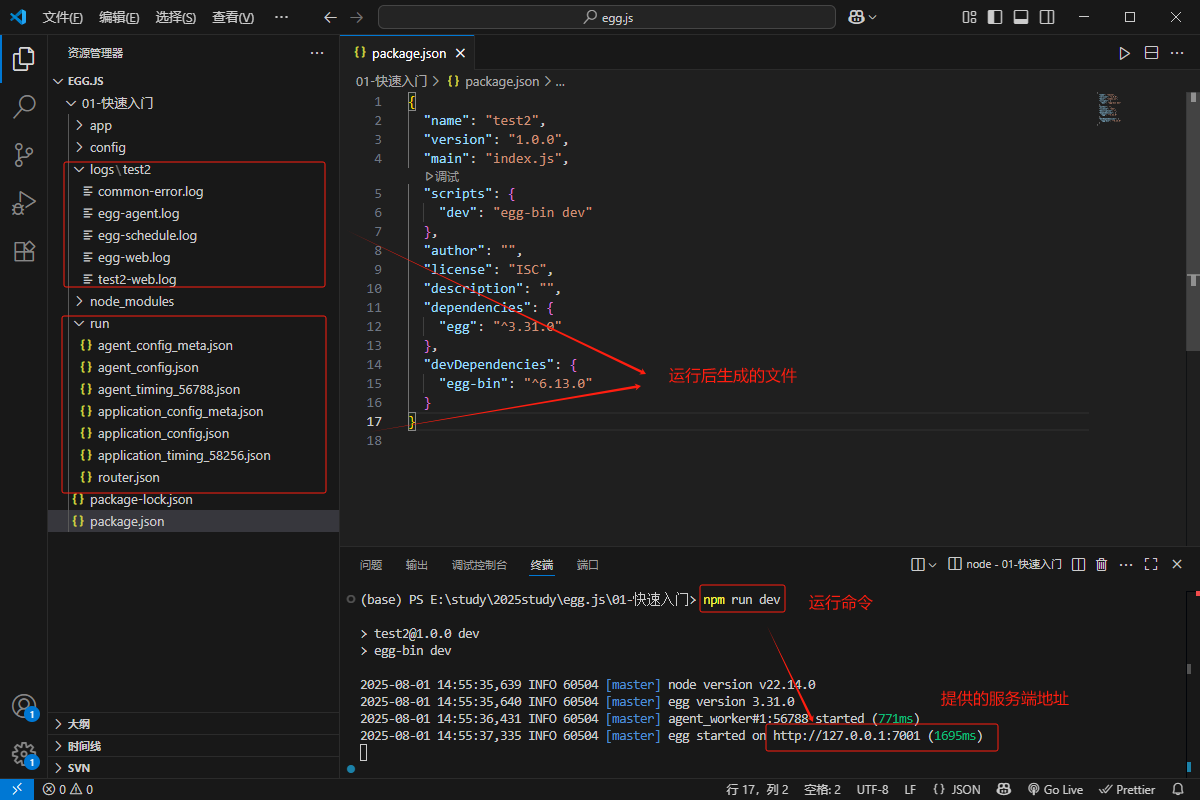 文件(F) 编辑(E) 选择(S) 查看(V) ··· egg.js
资源管理器 ···
EGG.JS
01-快速入门
app
config
logs\test2
common-error.log
egg-agent.log
egg-schedule.log
egg-web.log
test2-web.log
node_modules
run
agent_config_meta.json
agent_config.json
agent_timing_56788.json
application_config_meta.json
application_config.json
application_timing_58256.json
router.json
package-lock.json
package.json
大纲
时间线
SVN
{} package.json
01-快速入门 > {} package.json > ...
1 {
2 "name": "test2",
3 "version": "1.0.0",
4 "main": "index.js",
调试
5 "scripts": {
6 "dev": "egg-bin dev"
7 },
8 "author": "",
9 "license": "ISC",
10 "description": "",
11 "dependencies": {
12 "egg": "^3.31.0"
13 },
14 "devDependencies": {
15 "egg-bin": "^6.13.0"
16 }
17 }
18
运行后生成的文件
问题 输出 调试控制台 终端 端口 node - 01-快速入门
(base) PS E:\study\2025study\egg.js\01-快速入门> npm run dev
运行命令
> test2@1.0.0 dev
> egg-bin dev
2025-08-01 14:55:35,639 INFO 60504 [master] node version v22.14.0
2025-08-01 14:55:35,640 INFO 60504 [master] egg version 3.31.0
提供的服务端地址
2025-08-01 14:55:36,431 INFO 60504 [master] agent_worker#1:56788 started (771ms)
2025-08-01 14:55:37,335 INFO 60504 [master] egg started on http://127.0.0.1:7001 (1695ms)
1
1
0 0 行 17，列 2 空格: 2 UTF-8 LF {} JSON Go Live Prettier